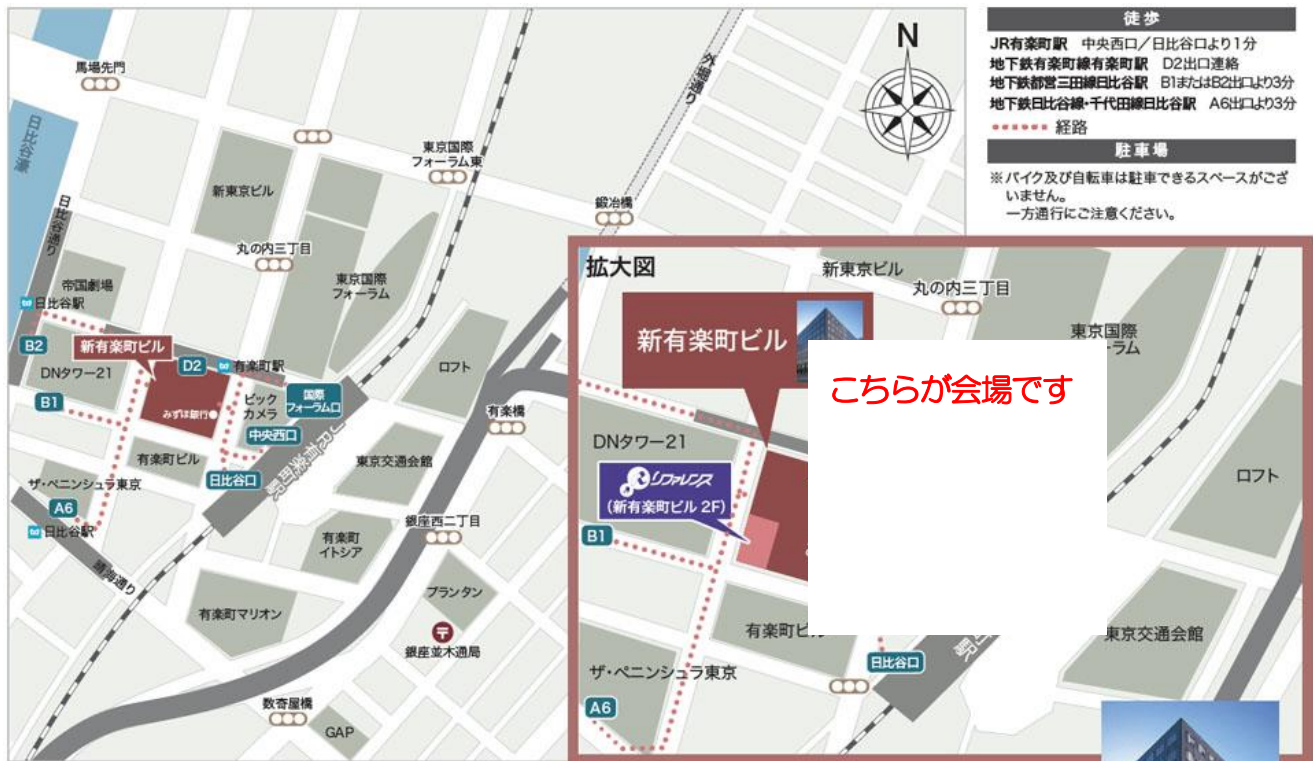 馬場先門
日比谷濠
日比谷通り
外堀通り
N
東京国際
フォーラム東
新東京ビル
鍛冶橋
丸の内三丁目
東京国際
フォーラム
帝国劇場
日比谷駅
B2
新有楽町ビル
D2
有楽町駅
DNタワー21
B1
みずほ銀行
ビック
カメラ
国際
フォーラム口
中央西口
ロフト
有楽橋
JR有楽町駅
有楽町ビル
日比谷口
東京交通会館
ザ・ペニンシュラ東京
A6
日比谷駅
晴海通り
銀座西二丁目
有楽町
イトシア
プランタン
有楽町マリオン
銀座並木通局
数寄屋橋
GAP
徒歩
JR有楽町駅 中央西口/日比谷口より1分
地下鉄有楽町線有楽町駅 D2出口連絡
地下鉄都営三田線日比谷駅 B1またはB2出口より3分
地下鉄日比谷線・千代田線日比谷駅 A6出口より3分
経路
駐車場
※バイク及び自転車は駐車できるスペースがござ
いません。
一方通行にご注意ください。
拡大図
新東京ビル
丸の内三丁目
新有楽町ビル
東京国際
ーラム
こちらが会場です
DNタワー21
リファレンス
(新有楽町ビル 2F)
B1
ロフト
有楽町ビル
東京交通会館
日比谷口
駅
ザ・ペニンシュラ東京
A6